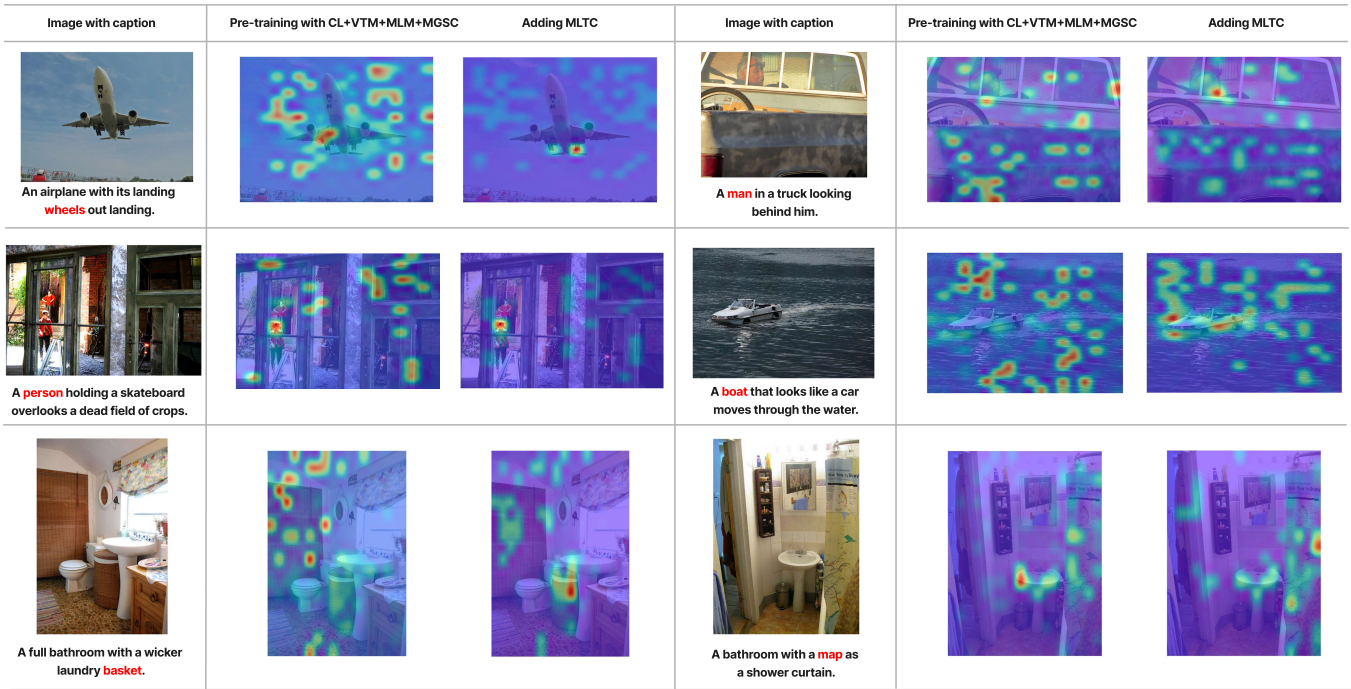 Image with caption
Pre-training with CL+VTM+MLM+MGSC
Adding MLTC
Image with caption
Pre-training with CL+VTM+MLM+MGSC
Adding MLTC
An airplane with its landing
wheels out landing.
A man in a truck looking
behind him.
A person holding a skateboard
overlooks a dead field of crops.
A boat that looks like a car
moves through the water.
A full bathroom with a wicker
laundry basket.
A bathroom with a map as
a shower curtain.